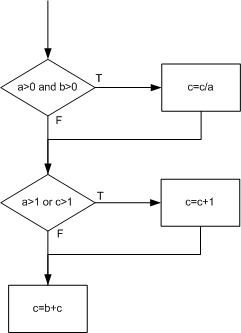 a>0 and b>0
T
c=c/a
F
a>1 or c>1
T
c=c+1
F
c=b+c